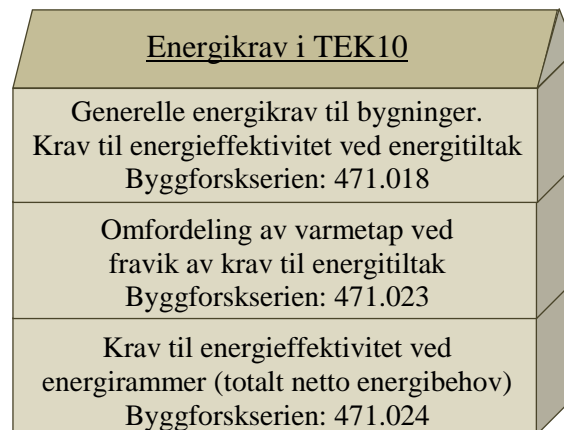 Energikrav i TEK10
Generelle energikrav til bygninger.
Krav til energieffektivitet ved energitiltak
Byggforskserien: 471.018
Omfordeling av varmetap ved
fravik av krav til energitiltak
Byggforskserien: 471.023
Krav til energieffektivitet ved
energirammer (totalt netto energibehov)
Byggforskserien: 471.024